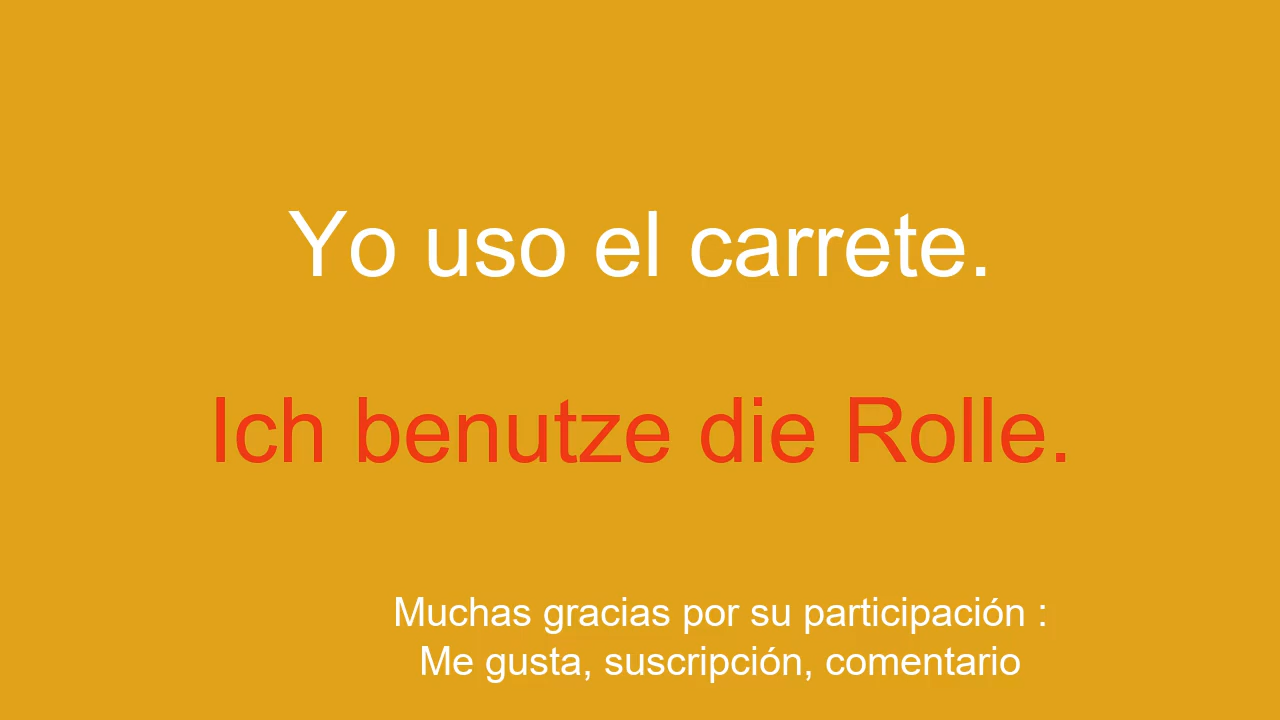 Yo uso el carrete.
Ich benutze die Rolle.
Muchas gracias por su participación :
Me gusta, suscripción, comentario